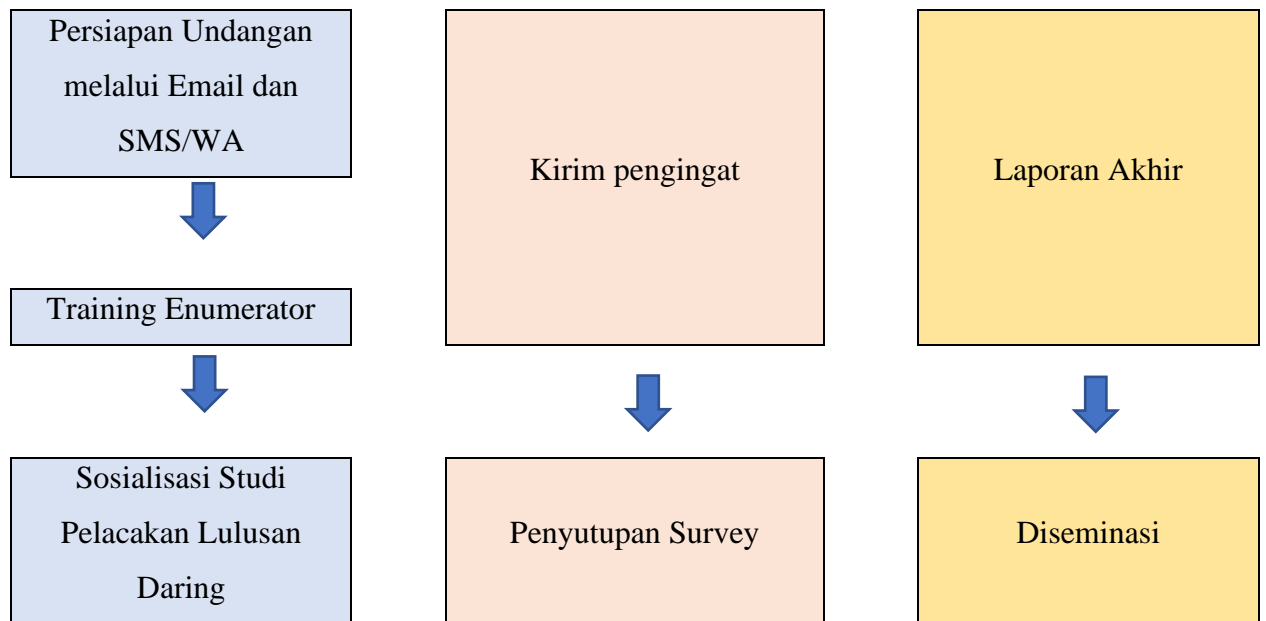 Persiapan Undangan
melalui Email dan
SMS/WA
Training Enumerator
Sosialisasi Studi
Pelacakan Lulusan
Daring
Kirim pengingat
Penyutupan Survey
Laporan Akhir
Diseminasi